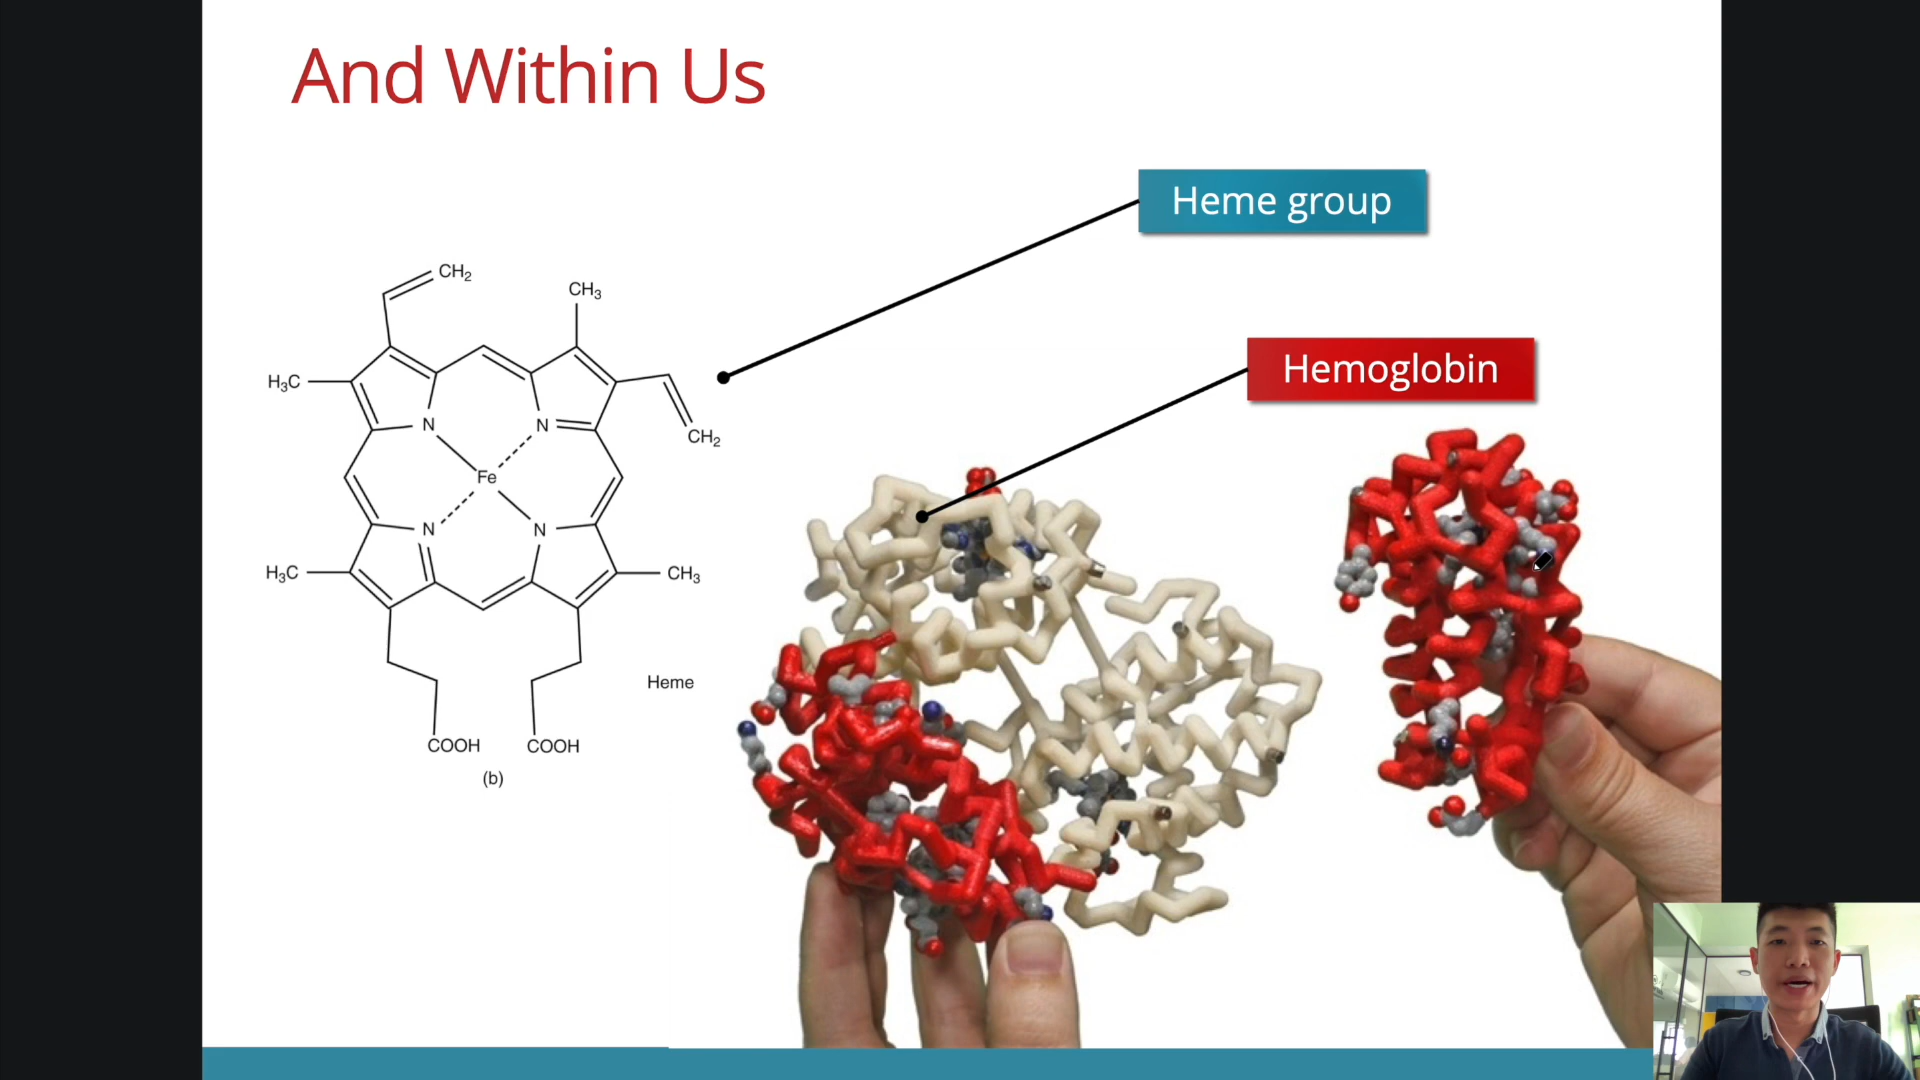 And Within Us
Heme group
Hemoglobin
CH₂
CH₃
H₃C
CH₂
N
N
Fe
N
N
H₃C
CH₃
Heme
COOH
COOH
(b)